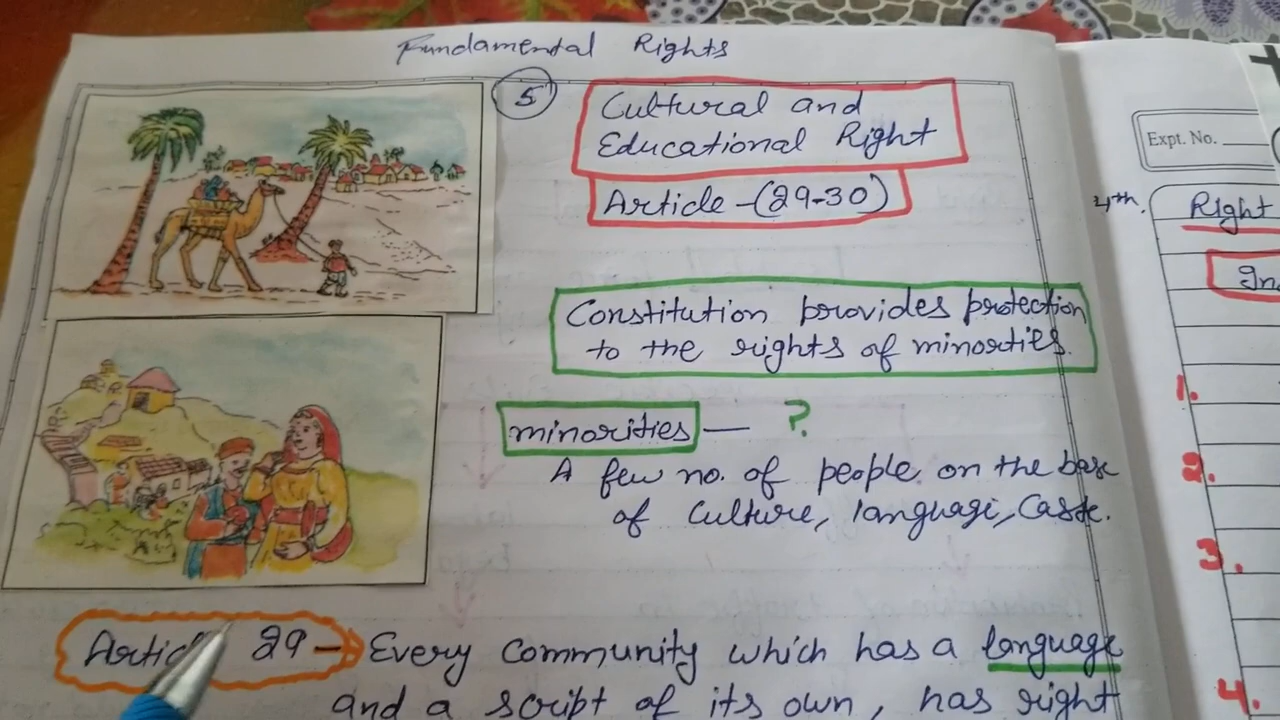 Fundamental Rights
5
Cultural and
Educational Right
Article-(29-30)
Constitution provides protection
to the rights of minorities.
minorities — ?
A few no. of people on the base
of Culture, language, Caste.
29 → Every Community which has a language
and a script of its own, has right
Expt. No.
4th.
Right
1.
2.
3.
4.